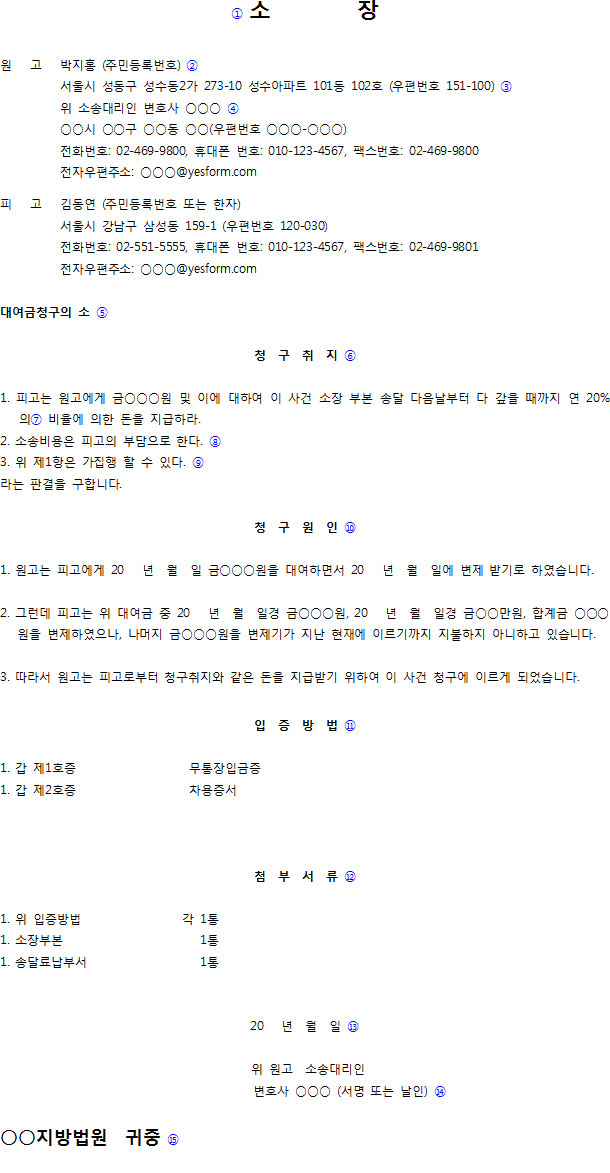 ① 소 장
원 고 박지홍 (주민등록번호) ②
서울시 성동구 성수동2가 273-10 성수아파트 101동 102호 (우편번호 151-100) ③
위 소송대리인 변호사 ○○○ ④
○○시 ○○구 ○○동 ○○(우편번호 ○○○-○○○)
전화번호: 02-469-9800, 휴대폰 번호: 010-123-4567, 팩스번호: 02-469-9800
전자우편주소: ○○○@yesform.com
피 고 김동연 (주민등록번호 또는 한자)
서울시 강남구 삼성동 159-1 (우편번호 120-030)
전화번호: 02-551-5555, 휴대폰 번호: 010-123-4567, 팩스번호: 02-469-9801
전자우편주소: ○○○@yesform.com
대여금청구의 소 ⑤
청 구 취 지 ⑥
1. 피고는 원고에게 금○○○원 및 이에 대하여 이 사건 소장 부본 송달 다음날부터 다 갚을 때까지 연 20%
의⑦ 비율에 의한 돈을 지급하라.
2. 소송비용은 피고의 부담으로 한다. ⑧
3. 위 제1항은 가집행 할 수 있다. ⑨
라는 판결을 구합니다.
청 구 원 인 ⑩
1. 원고는 피고에게 20 년 월 일 금○○○원을 대여하면서 20 년 월 일에 변제 받기로 하였습니다.
2. 그런데 피고는 위 대여금 중 20 년 월 일경 금○○○원, 20 년 월 일경 금○○만원, 합계금 ○○○
원을 변제하였으나, 나머지 금○○○원을 변제기가 지난 현재에 이르기까지 지불하지 아니하고 있습니다.
3. 따라서 원고는 피고로부터 청구취지와 같은 돈을 지급받기 위하여 이 사건 청구에 이르게 되었습니다.
입 증 방 법 ⑪
1. 갑 제1호증 무통장입금증
1. 갑 제2호증 차용증서
첨 부 서 류 ⑫
1. 위 입증방법 각 1통
1. 소장부본 1통
1. 송달료납부서 1통
20 년 월 일 ⑬
위 원고 소송대리인
변호사 ○○○ (서명 또는 날인) ⑭
○○지방법원 귀중 ⑮